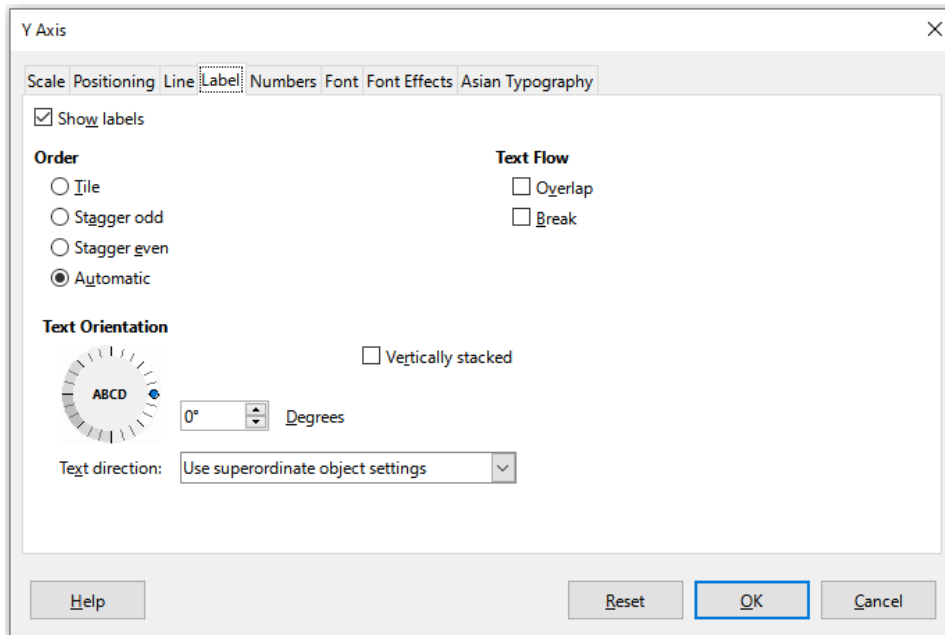 Y Axis
Scale Positioning Line Label Numbers Font Font Effects Asian Typography
Show labels
Order
Tile
Stagger odd
Stagger even
Automatic
Text Flow
Overlap
Break
Text Orientation
ABCD
Vertically stacked
0° Degrees
Text direction: Use superordinate object settings
Help Reset OK Cancel